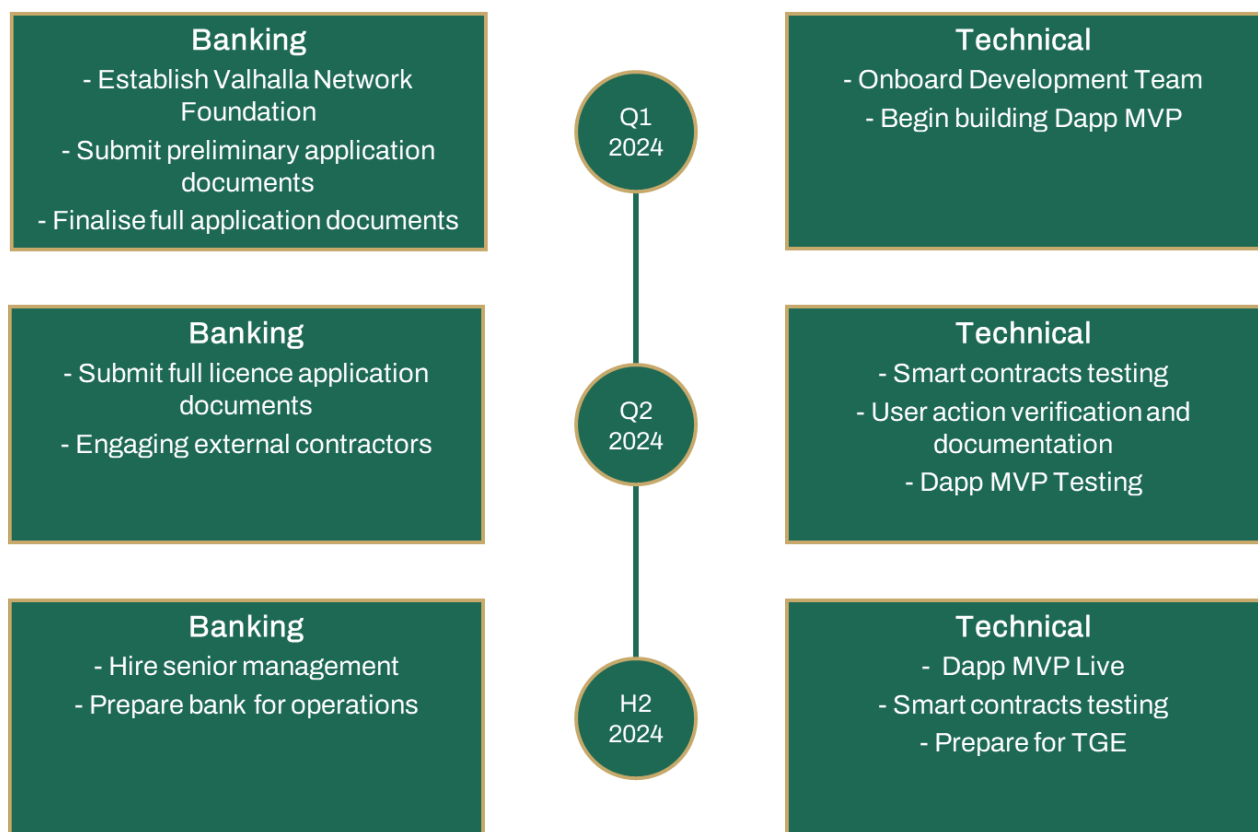 Banking
- Establish Valhalla Network
Foundation
- Submit preliminary application
documents
- Finalise full application documents
Q1
2024
Technical
- Onboard Development Team
- Begin building Dapp MVP
Banking
- Submit full licence application
documents
- Engaging external contractors
Q2
2024
Technical
- Smart contracts testing
- User action verification and
documentation
- Dapp MVP Testing
Banking
- Hire senior management
- Prepare bank for operations
H2
2024
Technical
- Dapp MVP Live
- Smart contracts testing
- Prepare for TGE